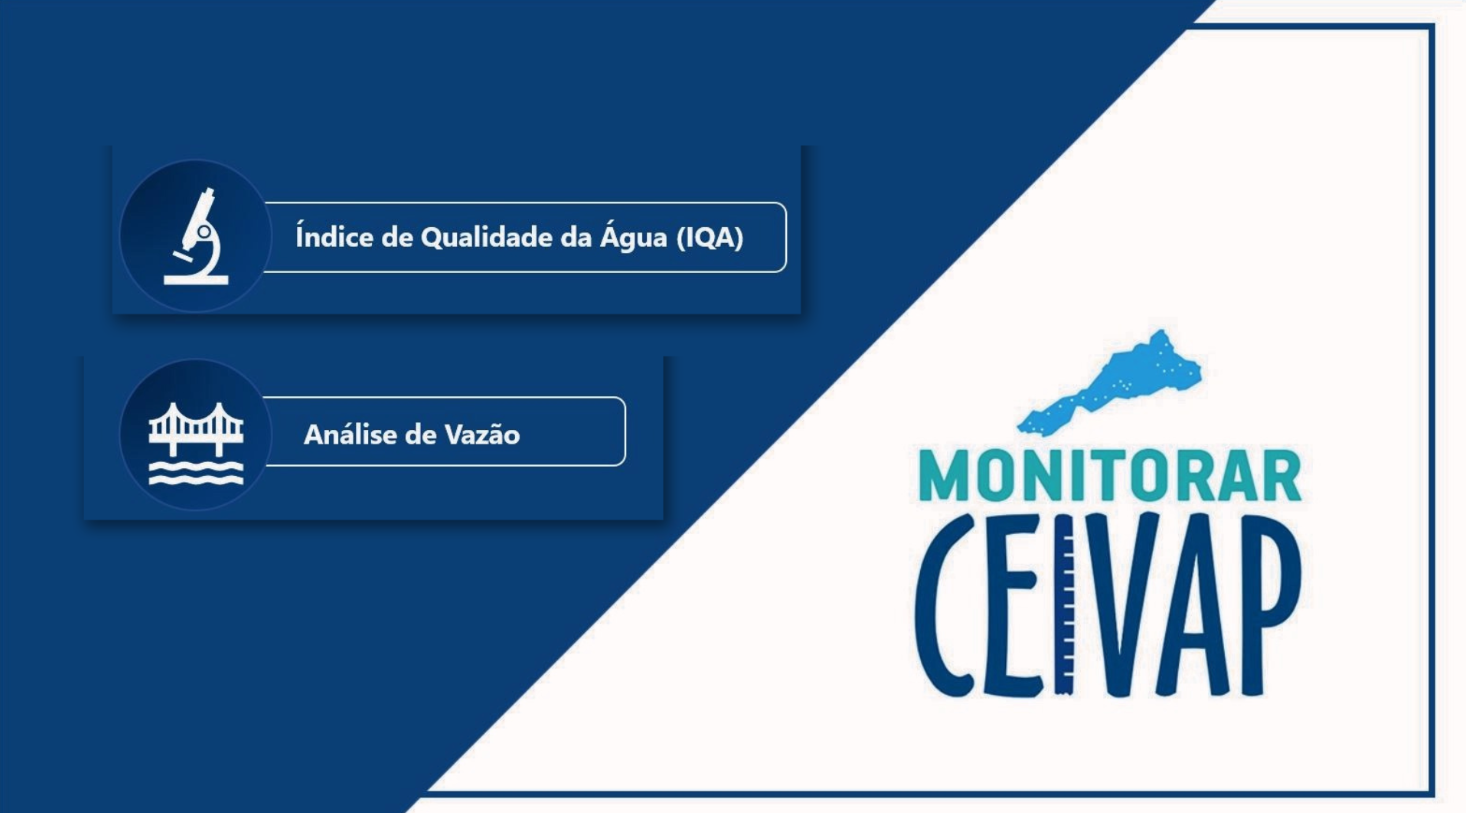 Índice de Qualidade da Água (IQA)
Análise de Vazão
MONITORAR
CEIVAP